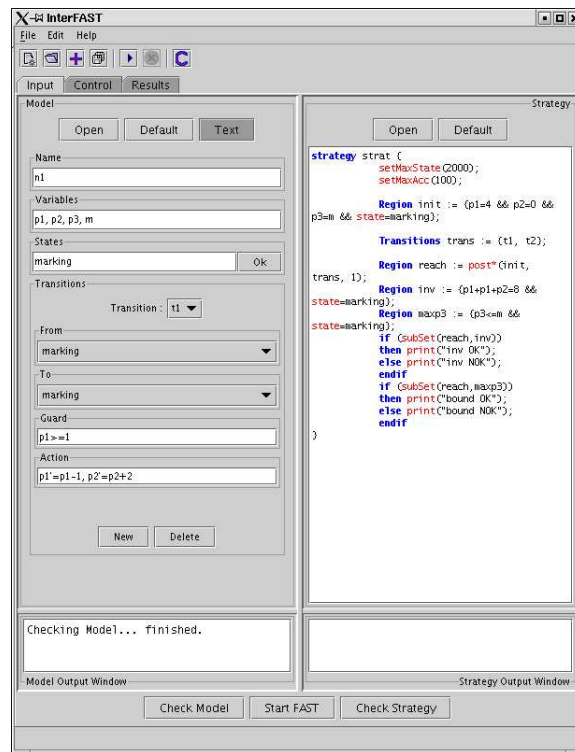 InterFAST
File Edit Help
Input Control Results
Model
Open Default Text
Name
n1
Variables
p1, p2, p3, m
States
marking Ok
Transitions
Transition : t1
From
marking
To
marking
Guard
p1>=1
Action
p1'=p1-1, p2'=p2+2
New Delete
Checking Model... finished.
Model Output Window
Strategy
Open Default
strategy strat {
setMaxState(2000);
setMaxAcc(100);
Region init := {p1=4 && p2=0 &&
p3=m && state=marking};
Transitions trans := {t1, t2};
Region reach := post*(init,
trans, 1);
Region inv := {p1+p1+p2=8 &&
state=marking};
Region maxp3 := {p3<=m &&
state=marking};
if (subSet(reach,inv))
then print("inv OK");
else print("inv NOK");
endif
if (subSet(reach,maxp3))
then print("bound OK");
else print("bound NOK");
endif
}
Strategy Output Window
Check Model Start FAST Check Strategy